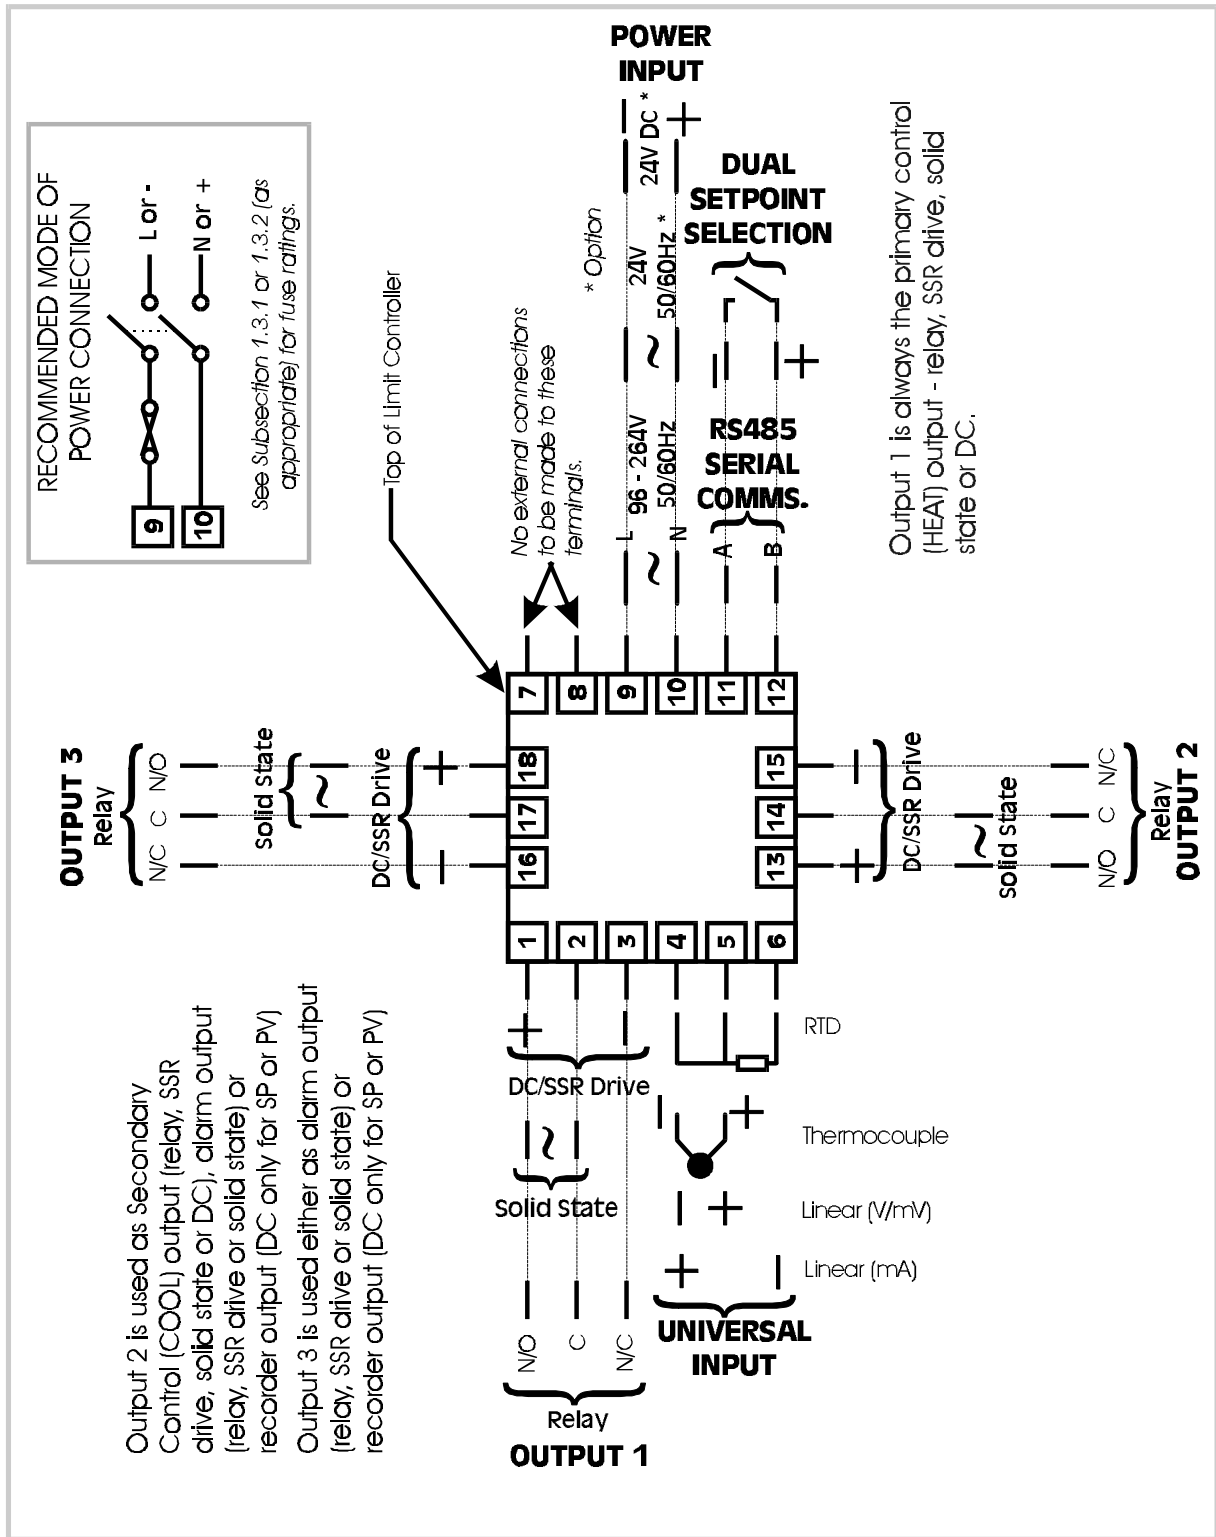 POWER
INPUT
24V DC *
24V
50/60Hz *
* Option
96 - 264V
50/60Hz
L
N
DUAL
SETPOINT
SELECTION
RS485
SERIAL
COMMS.
A
B
RECOMMENDED MODE OF
POWER CONNECTION
L or -
N or +
9
10
See Subsection 1.3.1 or 1.3.2 (as
appropriate) for fuse ratings.
Top of Limit Controller
No external connections
to be made to these
terminals.
Output 1 is always the primary control
(HEAT) output - relay, SSR drive, solid
state or DC.
7
8
9
10
11
12
18
17
16
15
14
13
1
2
3
4
5
6
OUTPUT 3
Relay
N/O
C
N/C
Solid State
DC/SSR Drive
DC/SSR Drive
Solid State
N/C
C
N/O
Relay
OUTPUT 2
Output 2 is used as Secondary
Control (COOL) output (relay, SSR
drive, solid state or DC), alarm output
(relay, SSR drive or solid state) or
recorder output (DC only for SP or PV)
Output 3 is used either as alarm output
(relay, SSR drive or solid state) or
recorder output (DC only for SP or PV)
DC/SSR Drive
Solid State
N/O
C
N/C
Relay
OUTPUT 1
RTD
Thermocouple
Linear (V/mV)
Linear (mA)
UNIVERSAL
INPUT